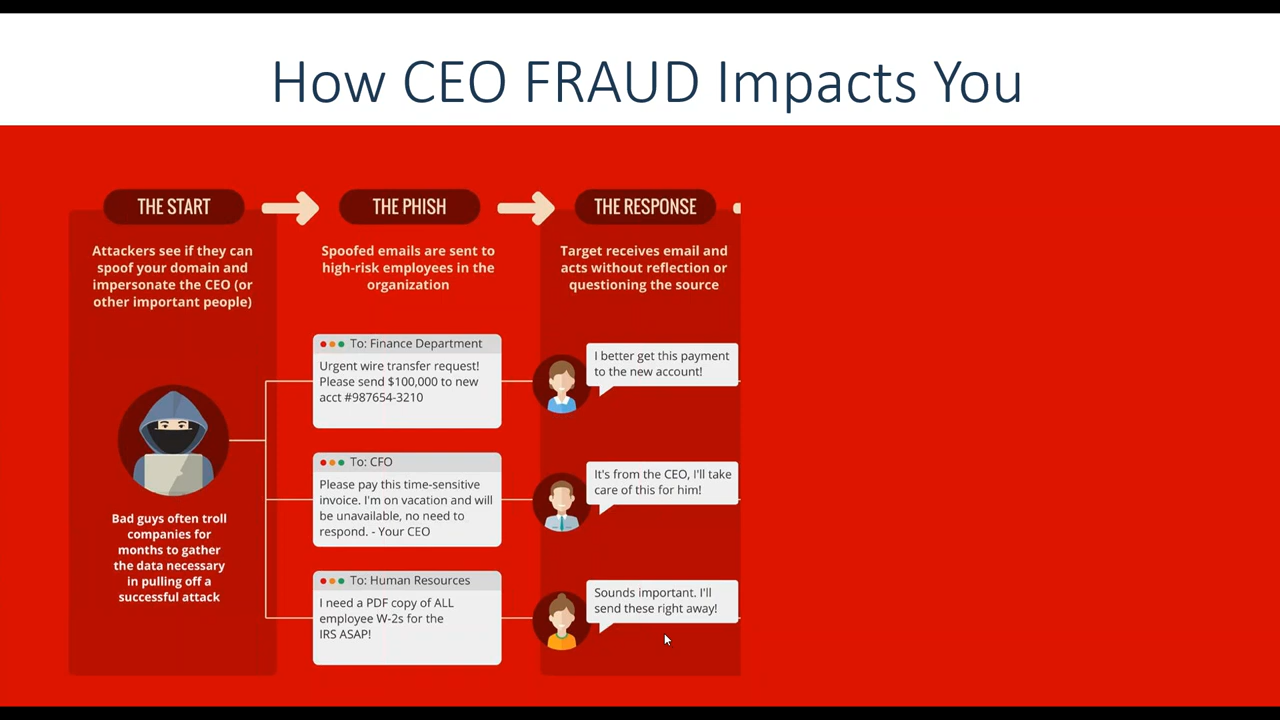 How CEO FRAUD Impacts You
THE START
Attackers see if they can
spoof your domain and
impersonate the CEO (or
other important people)
Bad guys often troll
companies for
months to gather
the data necessary
in pulling off a
successful attack
THE PHISH
Spoofed emails are sent to
high-risk employees in the
organization
To: Finance Department
Urgent wire transfer request!
Please send $100,000 to new
acct #987654-3210
To: CFO
Please pay this time-sensitive
invoice. I'm on vacation and will
be unavailable, no need to
respond. - Your CEO
To: Human Resources
I need a PDF copy of ALL
employee W-2s for the
IRS ASAP!
THE RESPONSE
Target receives email and
acts without reflection or
questioning the source
I better get this payment
to the new account!
It's from the CEO, I'll take
care of this for him!
Sounds important. I'll
send these right away!